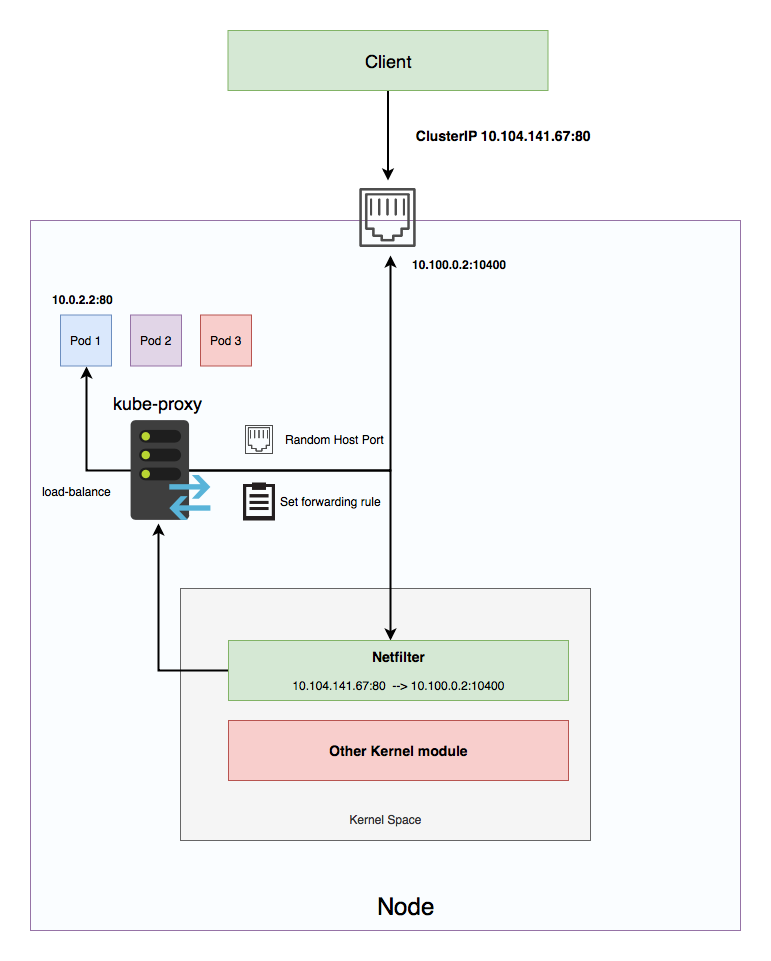 Client
ClusterIP 10.104.141.67:80
10.100.0.2:10400
10.0.2.2:80
Pod 1
Pod 2
Pod 3
kube-proxy
Random Host Port
load-balance
Set forwarding rule
Netfilter
10.104.141.67:80 --> 10.100.0.2:10400
Other Kernel module
Kernel Space
Node